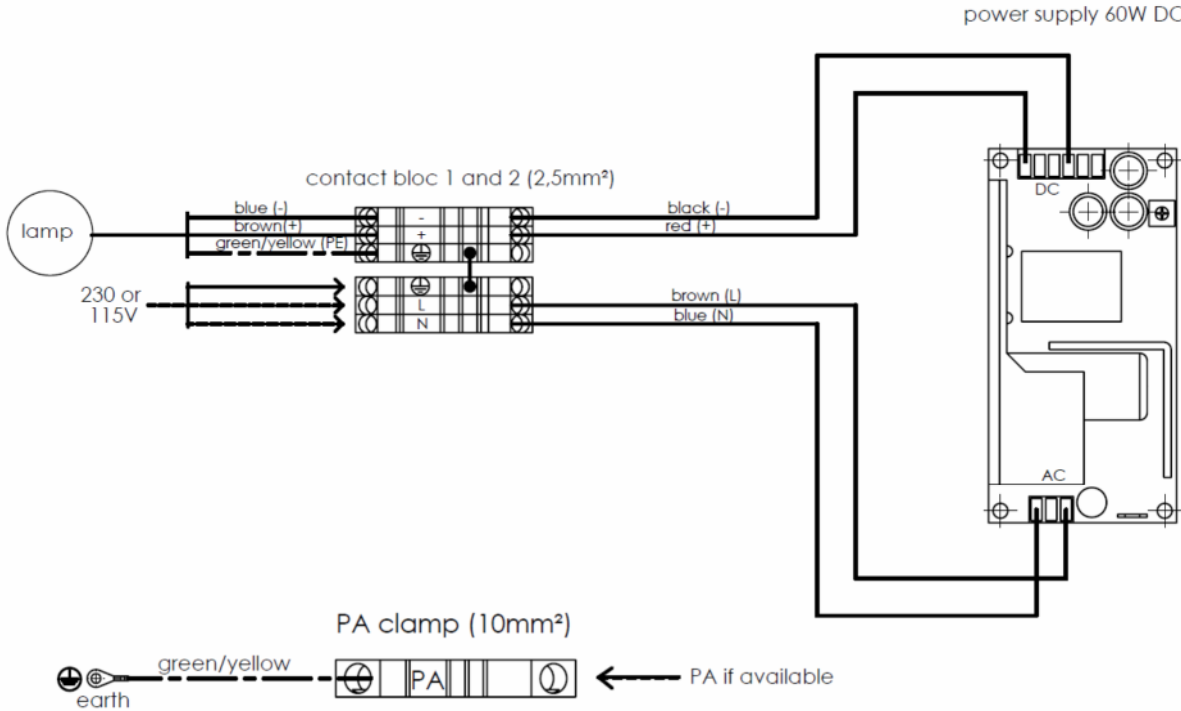 power supply 60W DC
contact bloc 1 and 2 (2,5mm²)
DC
lamp
blue (-)
brown(+)
green/yellow (PE)
-
+
black (-)
red (+)
230 or
115V
L
N
brown (L)
blue (N)
AC
PA clamp (10mm²)
green/yellow
earth
PA
PA if available